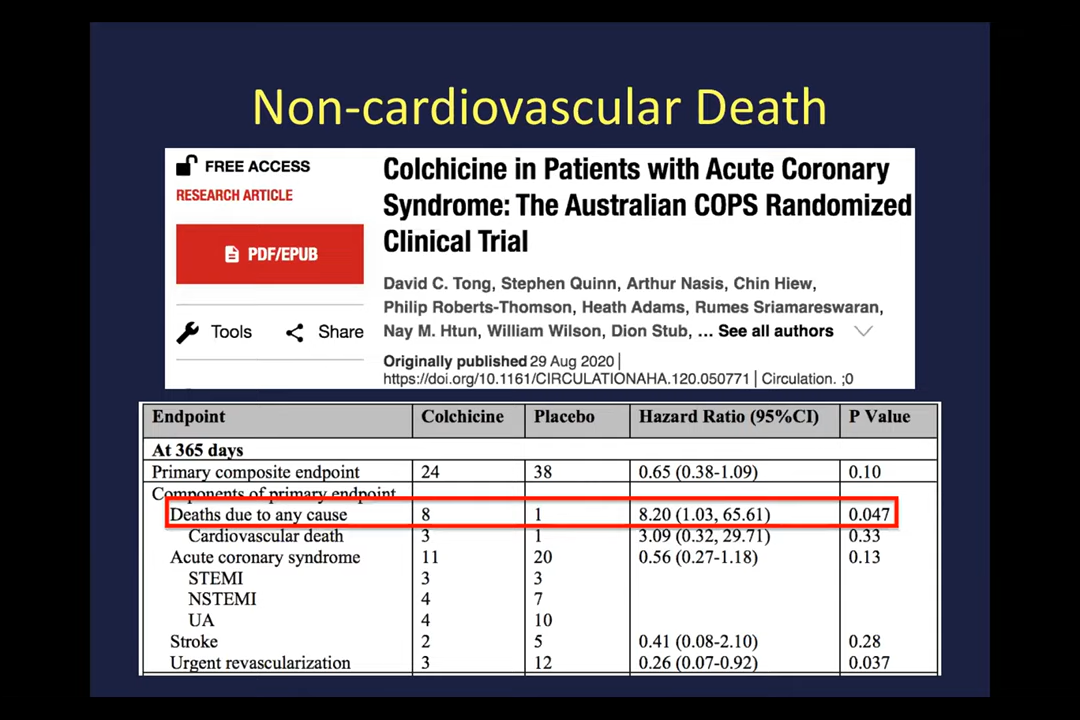 Non-cardiovascular Death
FREE ACCESS
RESEARCH ARTICLE
PDF/EPUB
Tools Share
Colchicine in Patients with Acute Coronary
Syndrome: The Australian COPS Randomized
Clinical Trial
David C. Tong, Stephen Quinn, Arthur Nasis, Chin Hiew,
Philip Roberts-Thomson, Heath Adams, Rumes Sriamareswaran,
Nay M. Htun, William Wilson, Dion Stub, ... See all authors
Originally published 29 Aug 2020 |
https://doi.org/10.1161/CIRCULATIONAHA.120.050771 | Circulation. ;0
Endpoint Colchicine Placebo Hazard Ratio (95%CI) P Value
At 365 days
Primary composite endpoint 24 38 0.65 (0.38-1.09) 0.10
Components of primary endpoint
Deaths due to any cause 8 1 8.20 (1.03, 65.61) 0.047
Cardiovascular death 3 1 3.09 (0.32, 29.71) 0.33
Acute coronary syndrome 11 20 0.56 (0.27-1.18) 0.13
STEMI 3 3
NSTEMI 4 7
UA 4 10
Stroke 2 5 0.41 (0.08-2.10) 0.28
Urgent revascularization 3 12 0.26 (0.07-0.92) 0.037